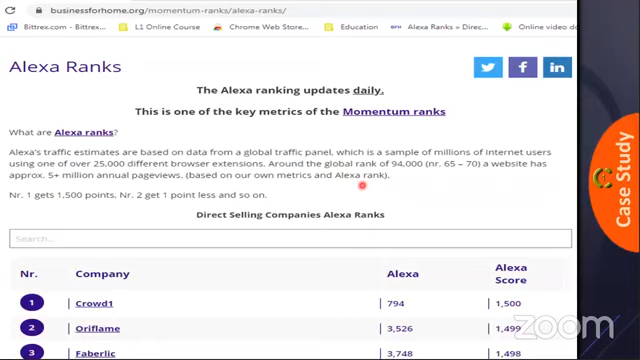 businessforhome.org/momentum-ranks/alexa-ranks/
Bittrex.com - Bittrex
L1 Online Course
Chrome Web Store...
Alexa Ranks » Direc...
Online video do
Alexa Ranks
The Alexa ranking updates daily.
This is one of the key metrics of the Momentum ranks
What are Alexa ranks?
Alexa's traffic estimates are based on data from a global traffic panel, which is a sample of millions of Internet users
using one of over 25,000 different browser extensions. Around the global rank of 94,000 (nr. 65 – 70) a website has
approx. 5+ million annual pageviews. (based on our own metrics and Alexa rank).
Nr. 1 gets 1,500 points. Nr. 2 get 1 point less and so on.
Direct Selling Companies Alexa Ranks
Search...
Nr. Company Alexa Alexa Score
1 Crowd1 794 1,500
2 Oriflame 3,526 1,499
3 Faberlic 3,748 1,498
Case Study
zoom